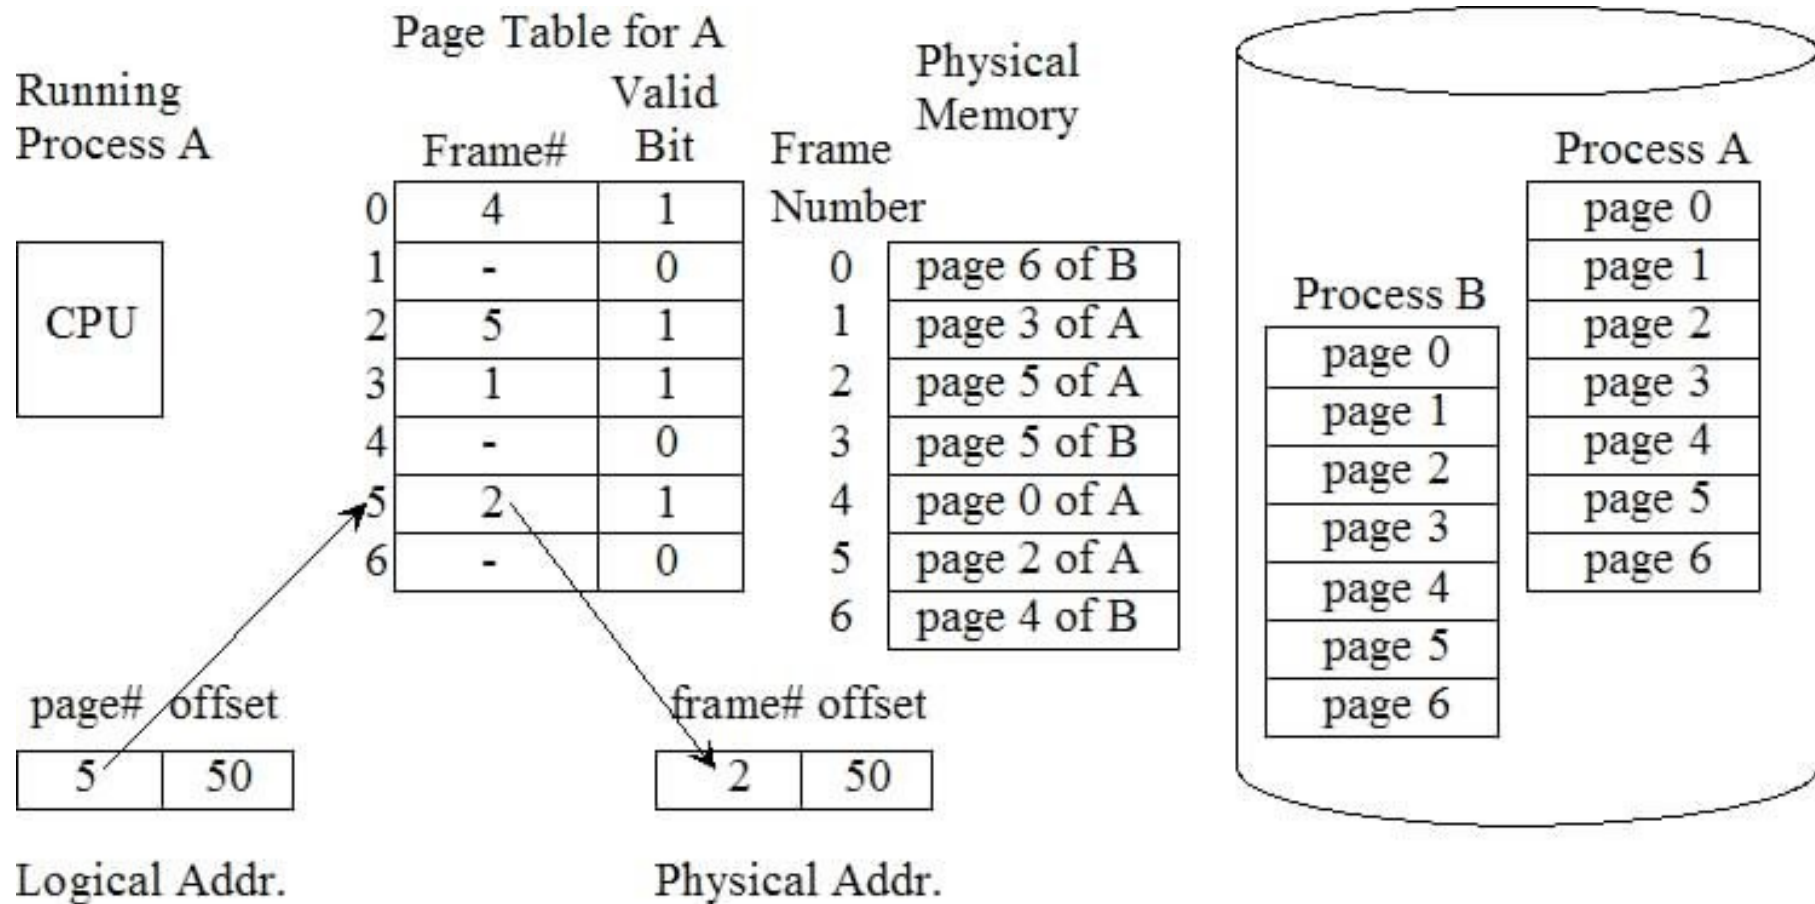 Page Table for A
Running
Process A
CPU
Frame#
Valid
Bit
0 4 1
1 - 0
2 5 1
3 1 1
4 - 0
5 2 1
6 - 0
Physical
Memory
Frame
Number
0 page 6 of B
1 page 3 of A
2 page 5 of A
3 page 5 of B
4 page 0 of A
5 page 2 of A
6 page 4 of B
Process B
page 0
page 1
page 2
page 3
page 4
page 5
page 6
Process A
page 0
page 1
page 2
page 3
page 4
page 5
page 6
page# offset
5 50
Logical Addr.
frame# offset
2 50
Physical Addr.